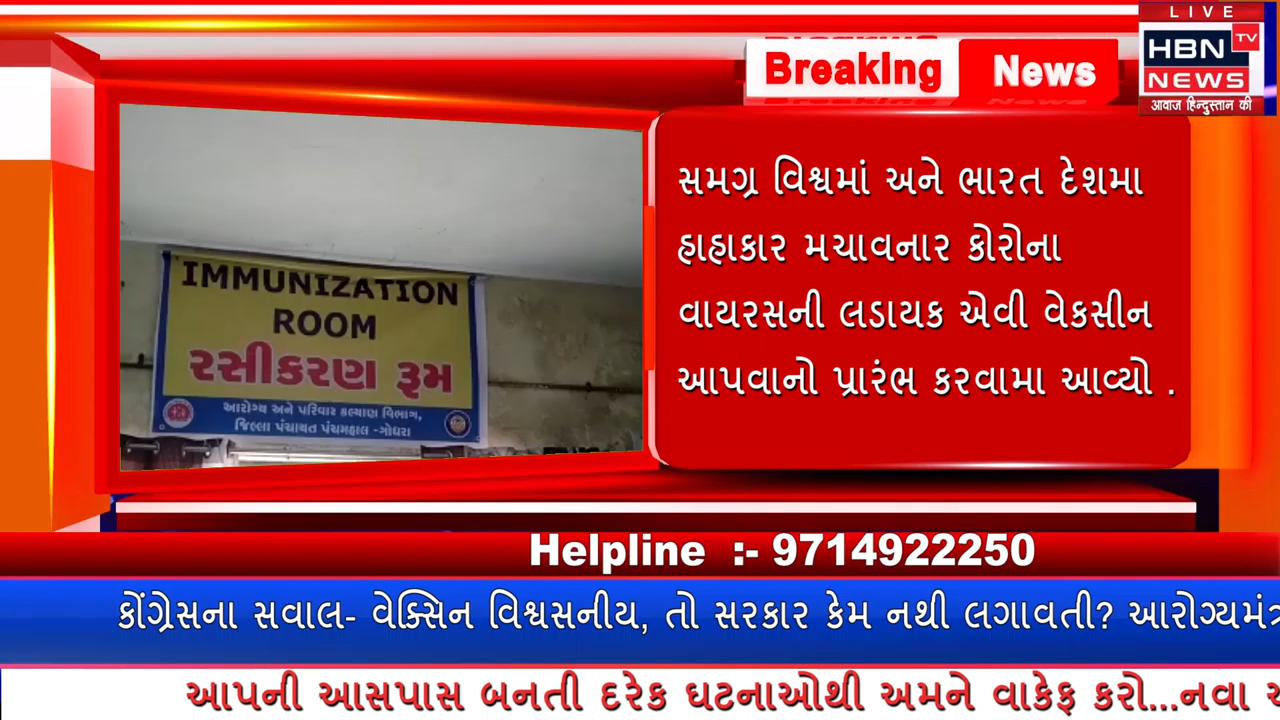 LIVE
HBN TV
NEWS
आवाज हिन्दुस्तान की
Breaking News
સમગ્ર વિશ્વમાં અને ભારત દેશમા
હાહાકાર મચાવનાર કોરોના
વાયરસની લડાયક એવી વેકસીન
આપવાનો પ્રારંભ કરવામા આવ્યો .
IMMUNIZATION
ROOM
રસીકરણ રૂમ
આરોગ્ય અને પરિવાર કલ્યાણ વિભાગ,
જિલ્લા પંચાયત પંચમહાલ -ગોધરા
Helpline :- 9714922250
કોંગ્રેસના સવાલ- વેક્સિન વિશ્વસનીય, તો સરકાર કેમ નથી લગાવતી?
આપની આસપાસ બનતી દરેક ઘટનાઓથી અમને વાકેફ કરો...નવા